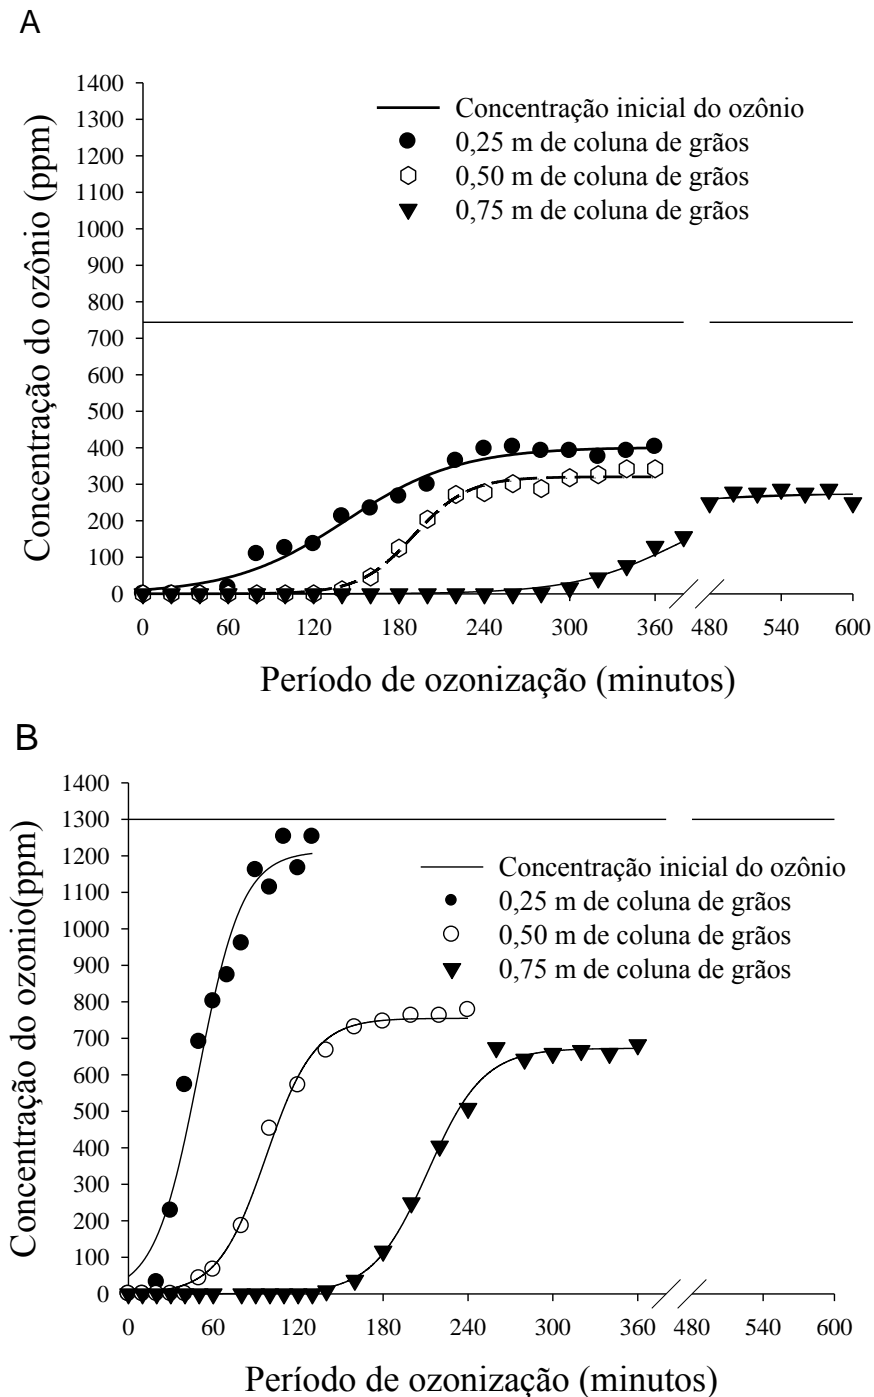 A
Concentração do ozônio (ppm)
1400
1300
1200
1100
1000
900
800
700
600
500
400
300
200
100
0
Concentração inicial do ozônio
0,25 m de coluna de grãos
0,50 m de coluna de grãos
0,75 m de coluna de grãos
0 60 120 180 240 300 360 480 540 600
Período de ozonização (minutos)
B
Concentração do ozonio(ppm)
1400
1300
1200
1100
1000
900
800
700
600
500
400
300
200
100
0
Concentração inicial do ozônio
0,25 m de coluna de grãos
0,50 m de coluna de grãos
0,75 m de coluna de grãos
0 60 120 180 240 300 360 480 540 600
Período de ozonização (minutos)